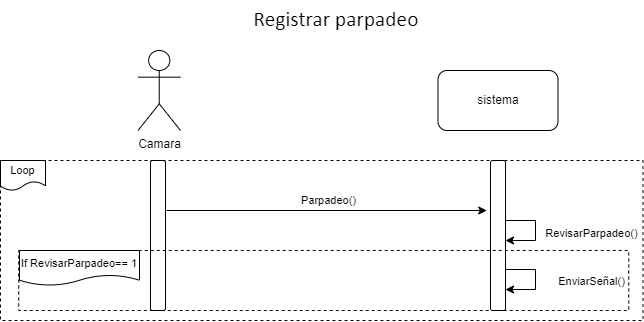 Registrar parpadeo
sistema
Camara
Loop
Parpadeo()
RevisarParpadeo()
If RevisarParpadeo== 1
EnviarSeñal()